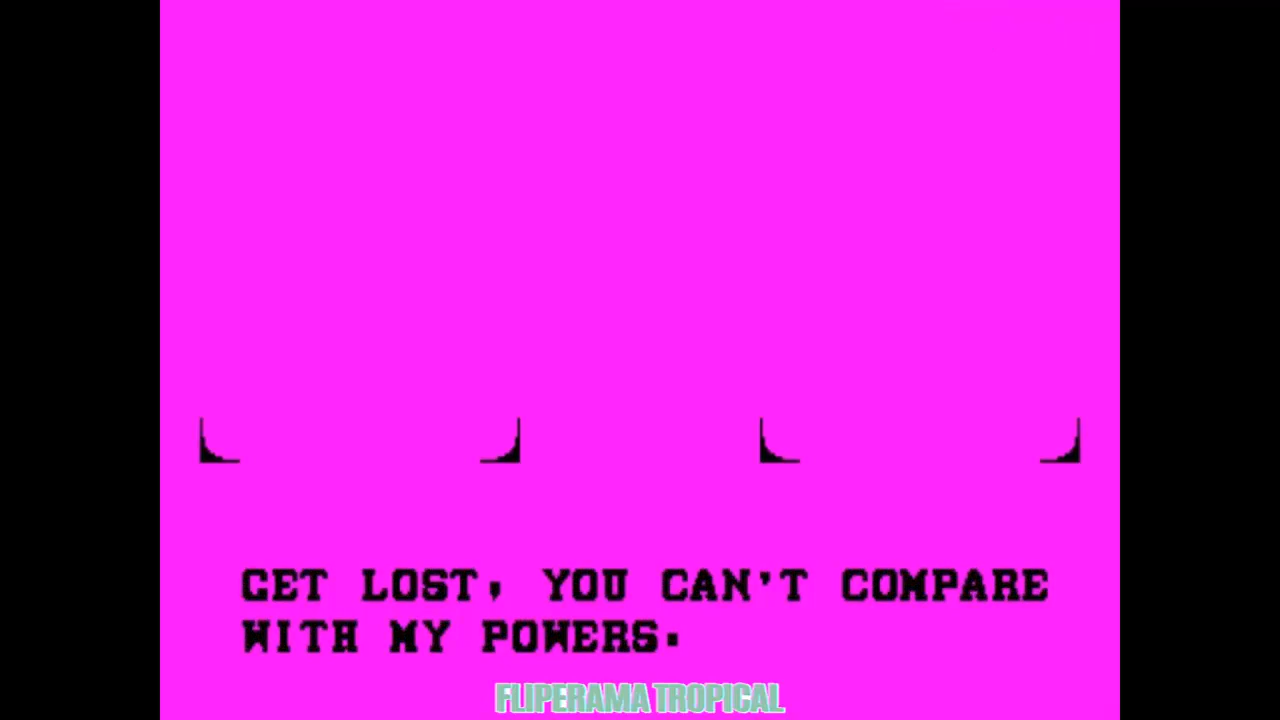 GET LOST, YOU CAN'T COMPARE
WITH MY POWERS.
FLIPERAMA TROPICAL